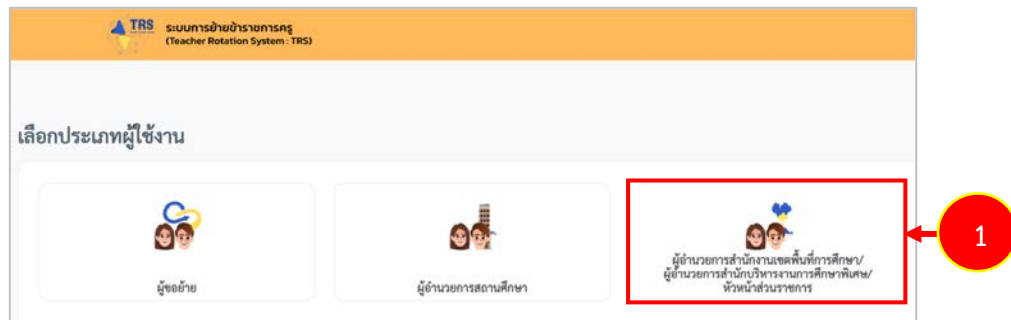 TRS
ระบบการย้ายข้าราชการครู
(Teacher Rotation System : TRS)
เลือกประเภทผู้ใช้งาน
ผู้ขอย้าย
ผู้อำนวยการสถานศึกษา
ผู้อำนวยการสำนักงานเขตพื้นที่การศึกษา/
ผู้อำนวยการสำนักบริหารงานการศึกษาพิเศษ/
หัวหน้าส่วนราชการ
1